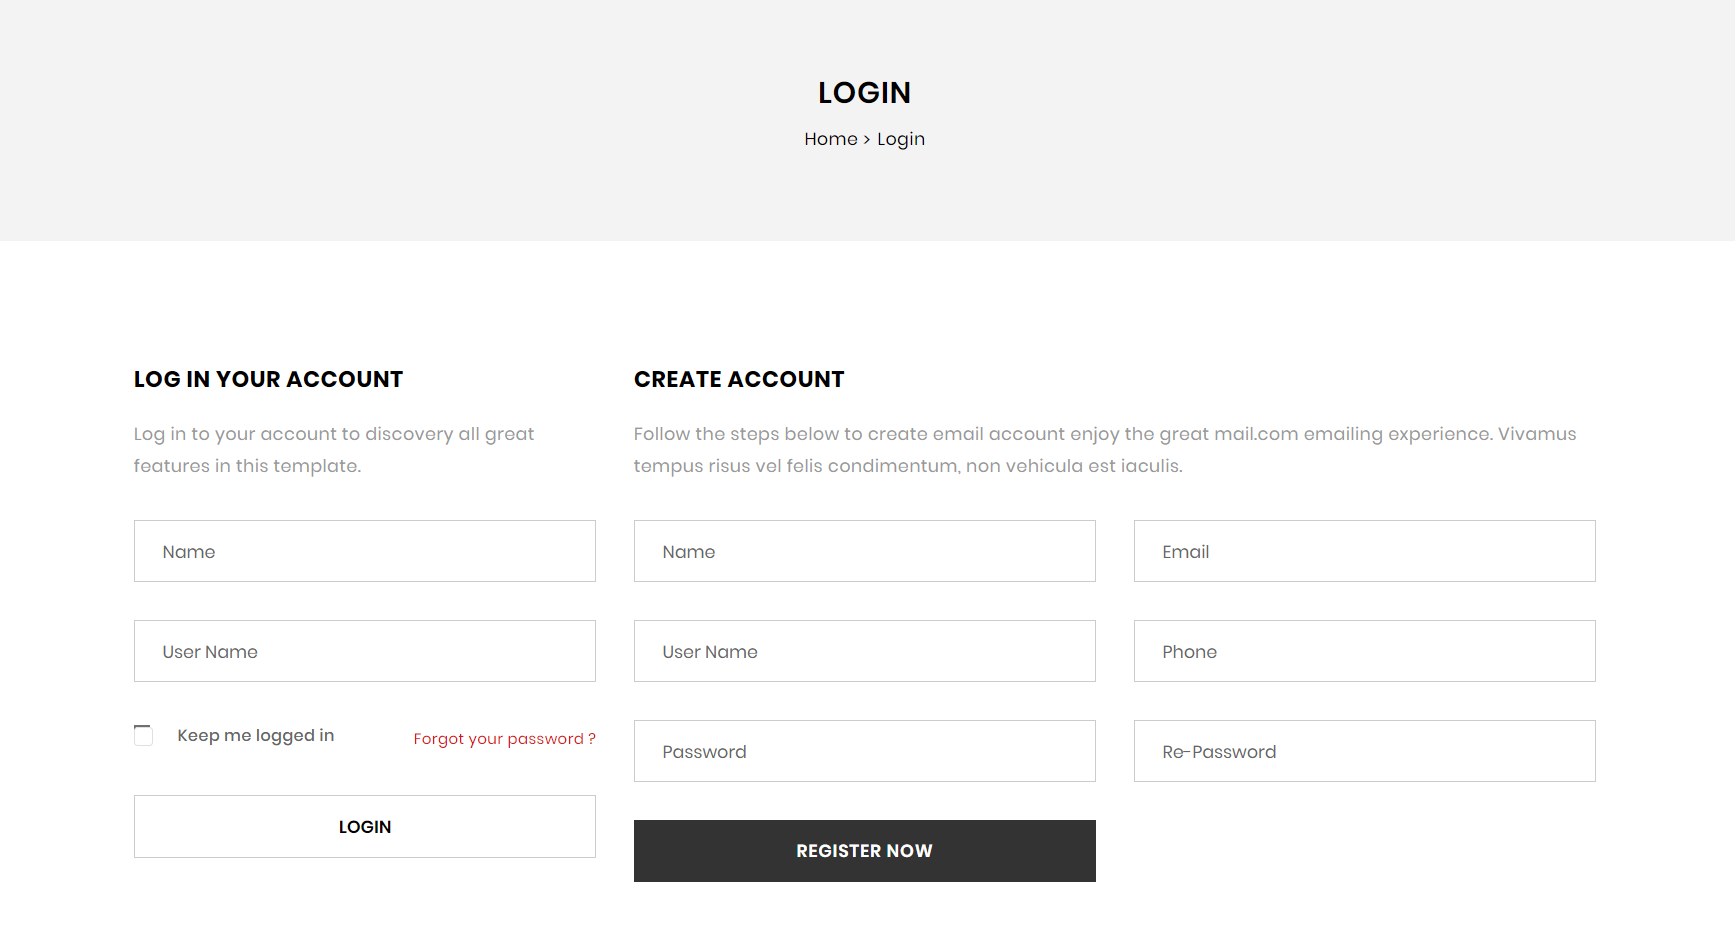 LOGIN
Home > Login
LOG IN YOUR ACCOUNT
Log in to your account to discovery all great
features in this template.
Name
User Name
Keep me logged in
Forgot your password ?
LOGIN
CREATE ACCOUNT
Follow the steps below to create email account enjoy the great mail.com emailing experience. Vivamus
tempus risus vel felis condimentum, non vehicula est iaculis.
Name
Email
User Name
Phone
Password
Re-Password
REGISTER NOW